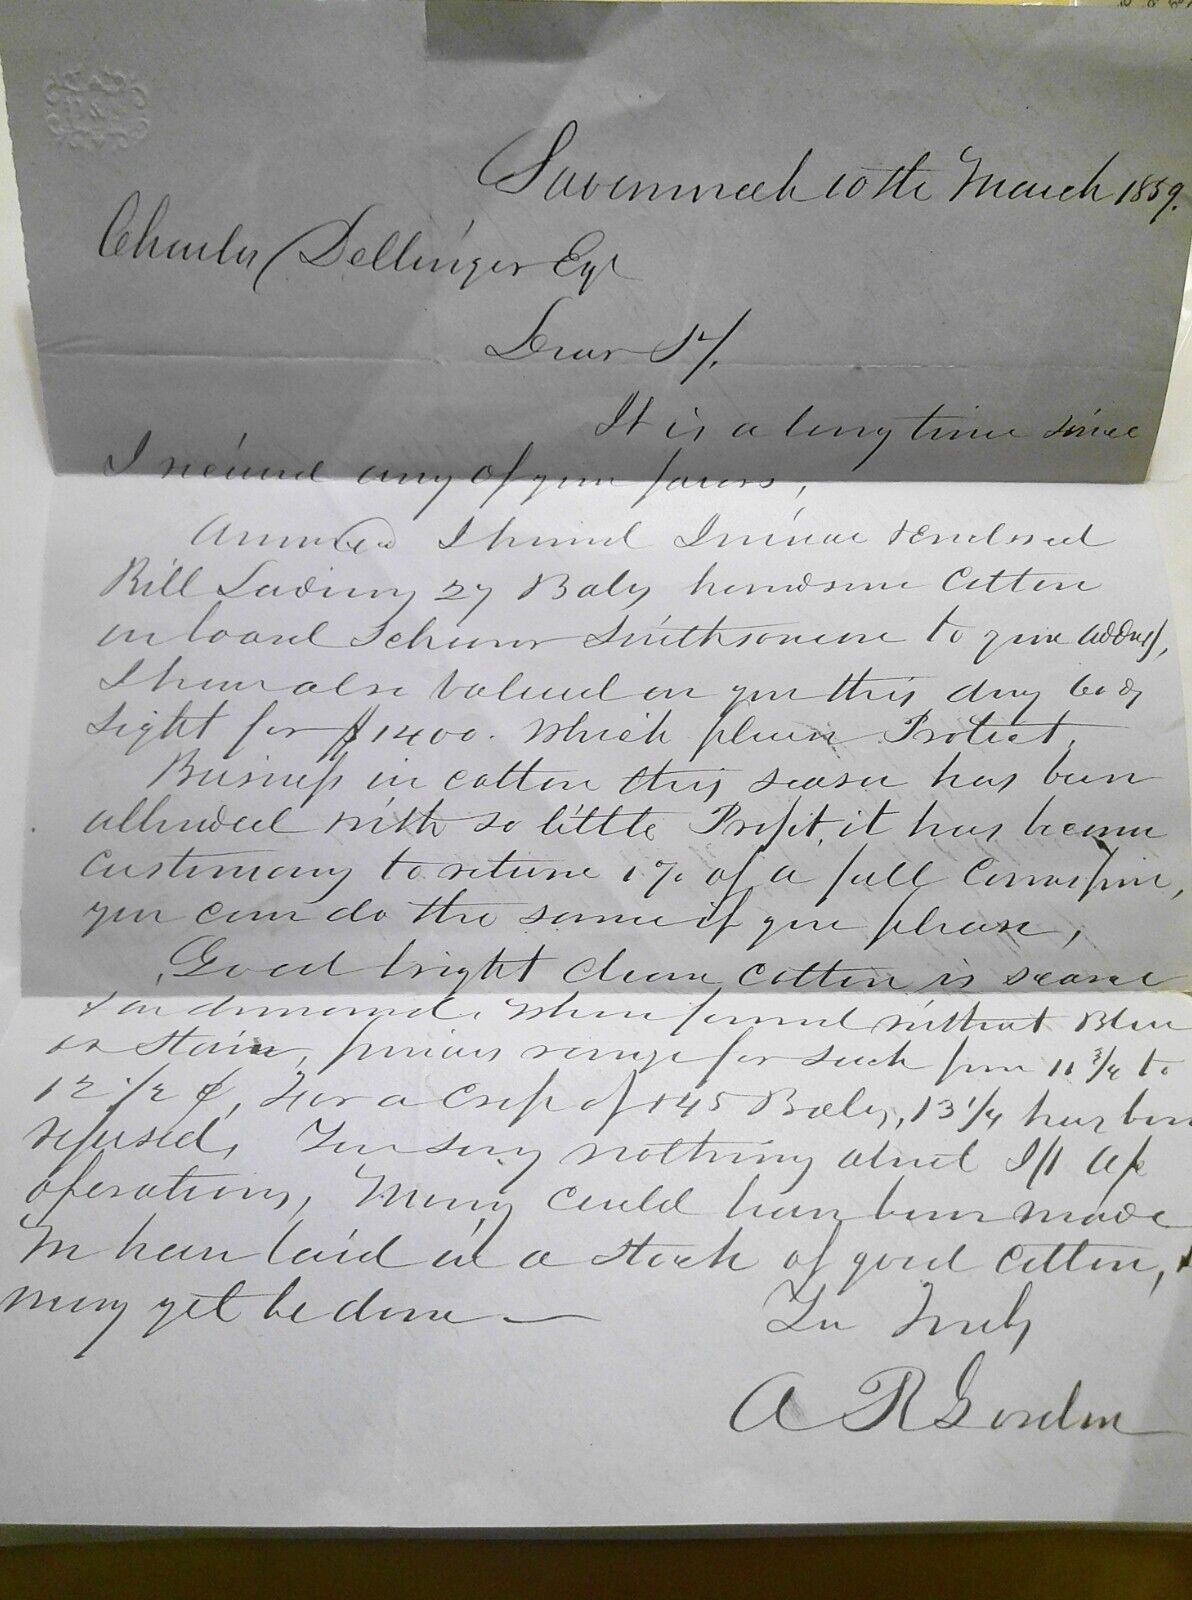 Savannah 10th March 1859.
Charles Dellinger Esqr
Dear Sr/.
It is a long time since
I received any of your favors,
Annexed I hand Invoice & Enclosed
Bill Lading 27 Bales handsome Cotton
on board Schooner Smithsonian to your address,
I have also Valued on you this day 60 dys
sight for $1400. which please Protect.
Business in cotton this season has been
attended with so little Profit, it has become
customary to return 1% of a full Commission,
you can do the same if you please,
Good bright clean cotton is scarce
& in demand. When found without Blue
or stain, prices range for such from 11 3/4 to
12 1/2 ¢, For a Crop of 145 Bales, 13 1/4 has been
refused, You say nothing about
operations, Money could have been made
to have laid in a stock of good cotton, &
may yet be done —
Yrs Truly
A R Gordon